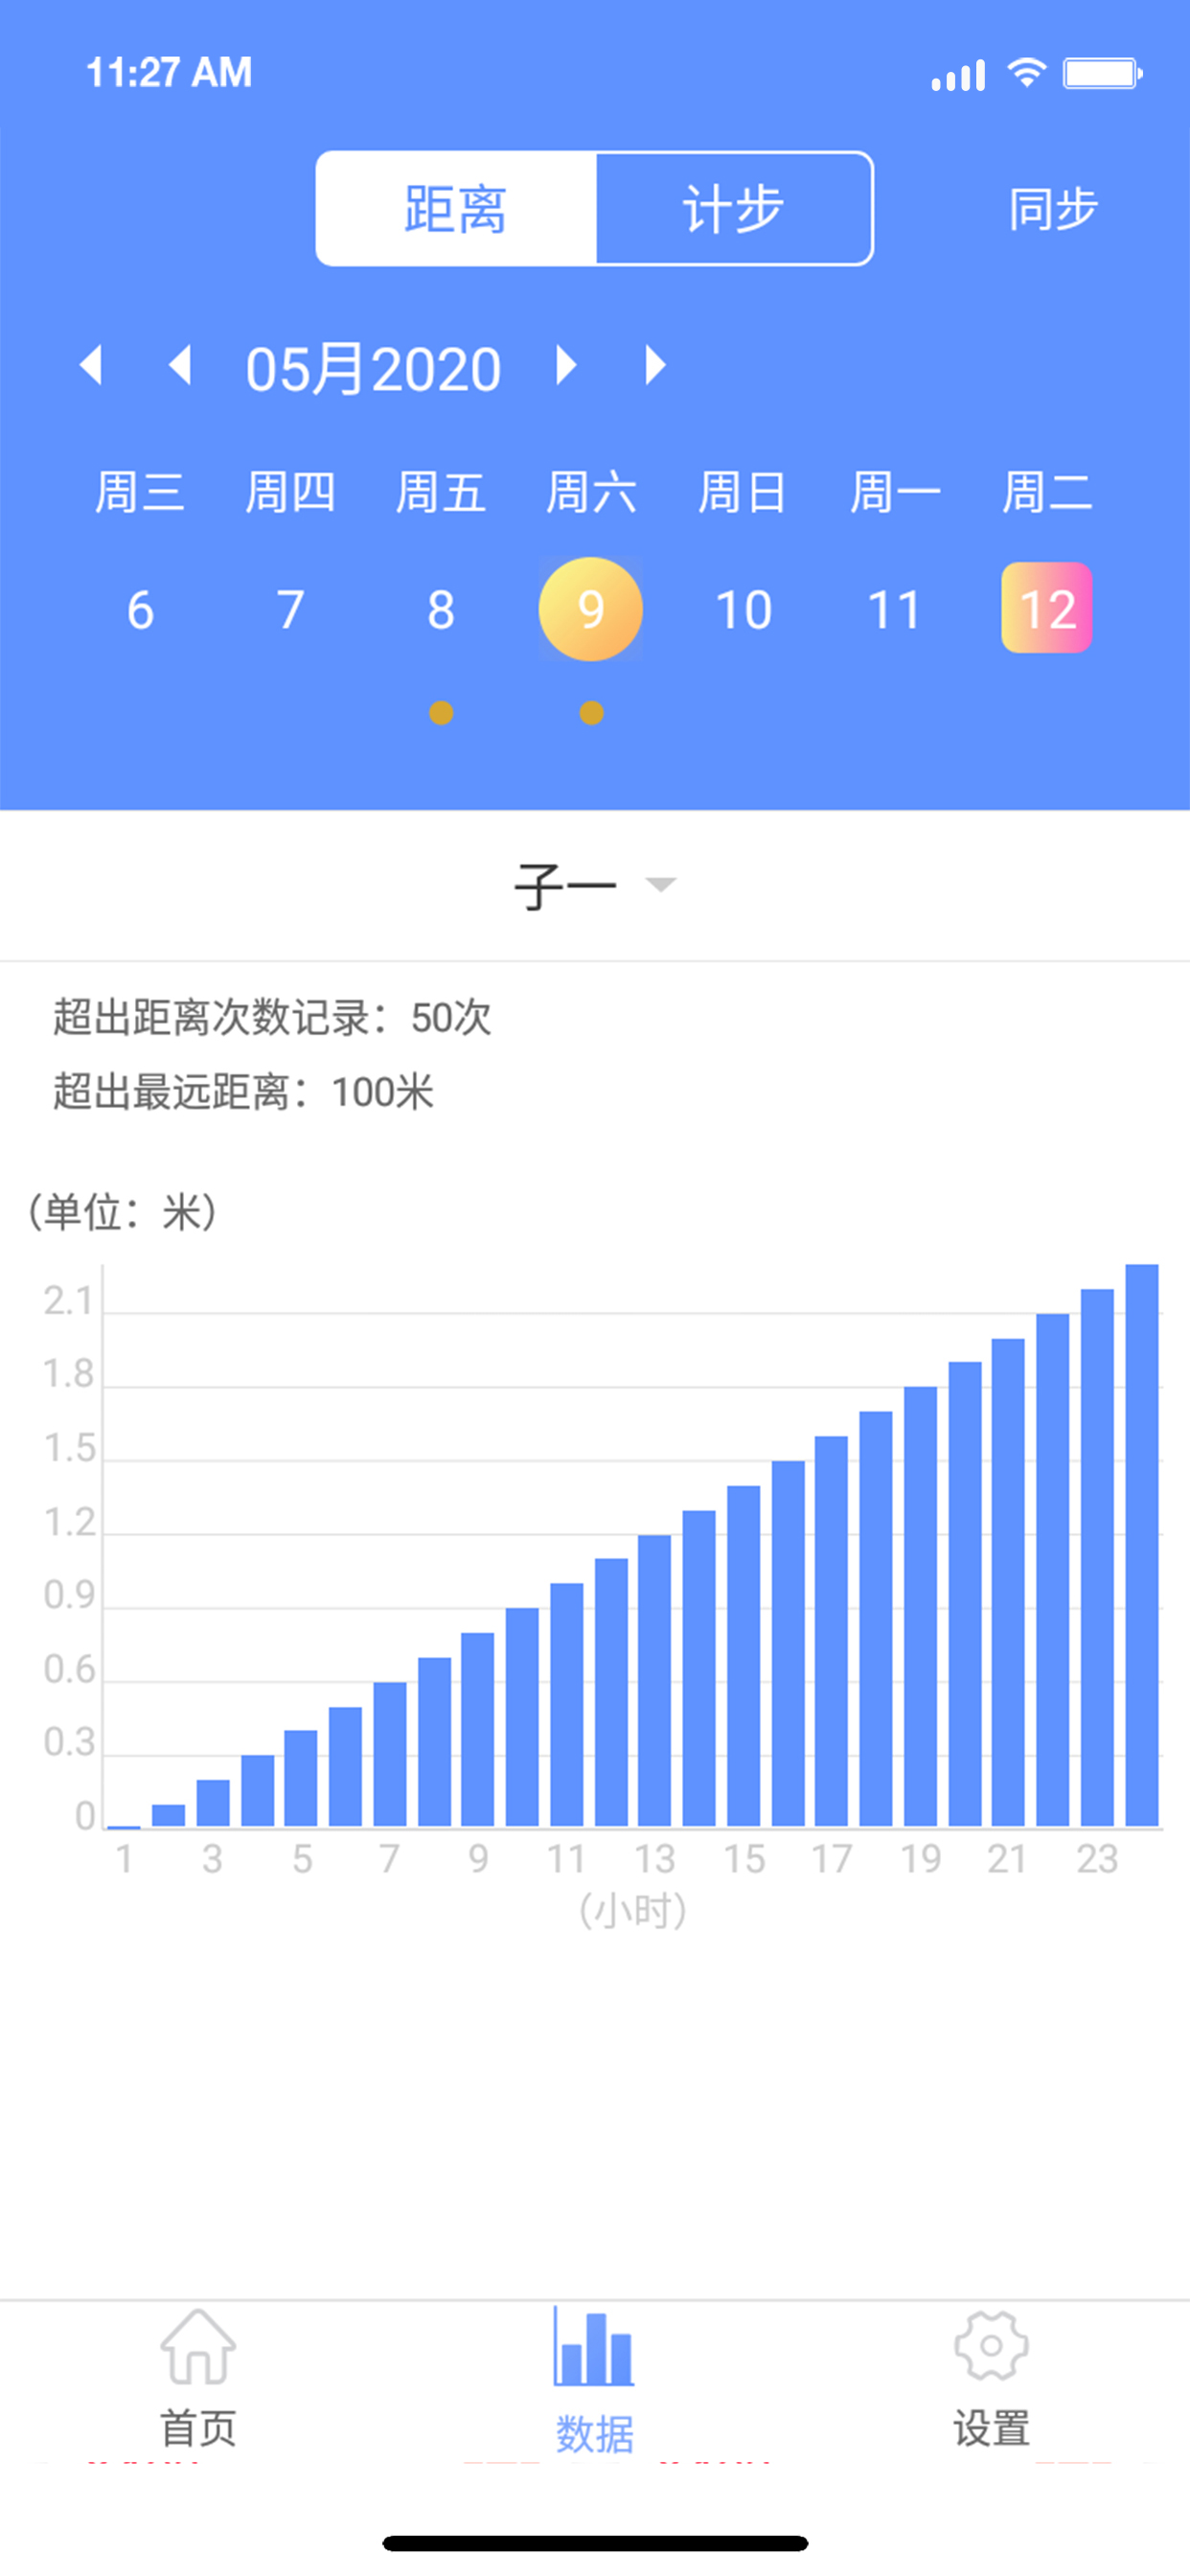 11:27 AM
距离 计步 同步
05月2020
周三 周四 周五 周六 周日 周一 周二
6 7 8 9 10 11 12
子一
超出距离次数记录：50次
超出最远距离：100米
（单位：米）
2.1
1.8
1.5
1.2
0.9
0.6
0.3
0
1 3 5 7 9 11 13 15 17 19 21 23
（小时）
首页 数据 设置